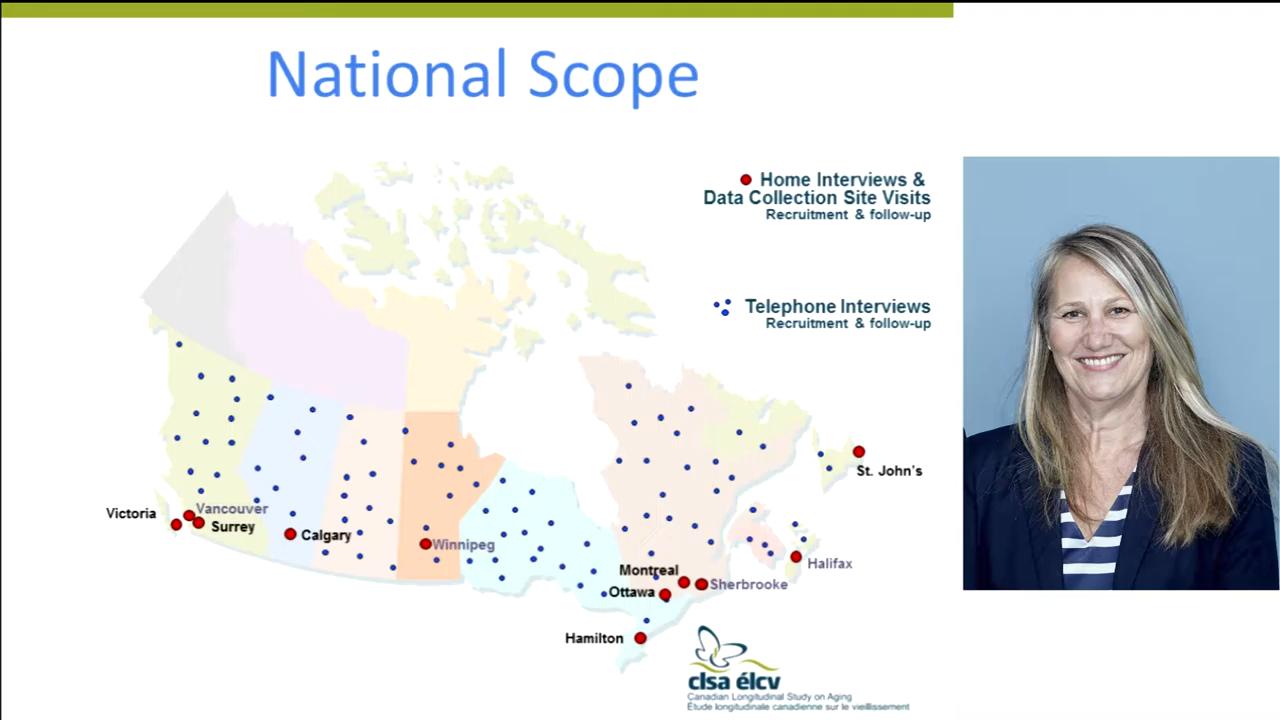 National Scope
Home Interviews &
Data Collection Site Visits
Recruitment & follow-up
Telephone Interviews
Recruitment & follow-up
St. John's
Victoria
Vancouver
Surrey
Calgary
Winnipeg
Halifax
Montreal
Sherbrooke
Ottawa
Hamilton
clsa élcv
Canadian Longitudinal Study on Aging
Étude longitudinale canadienne sur le vieillissement